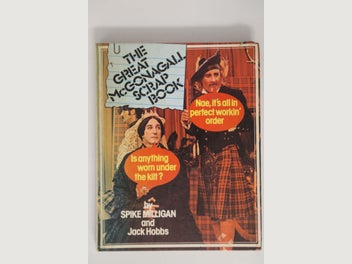 THE
GREAT
McGONAGALL
SCRAP
BOOK
Nae, it's all in
perfect workin'
order
Is anything
worn under
the kilt?
by
SPIKE MILLIGAN
and
Jack Hobbs